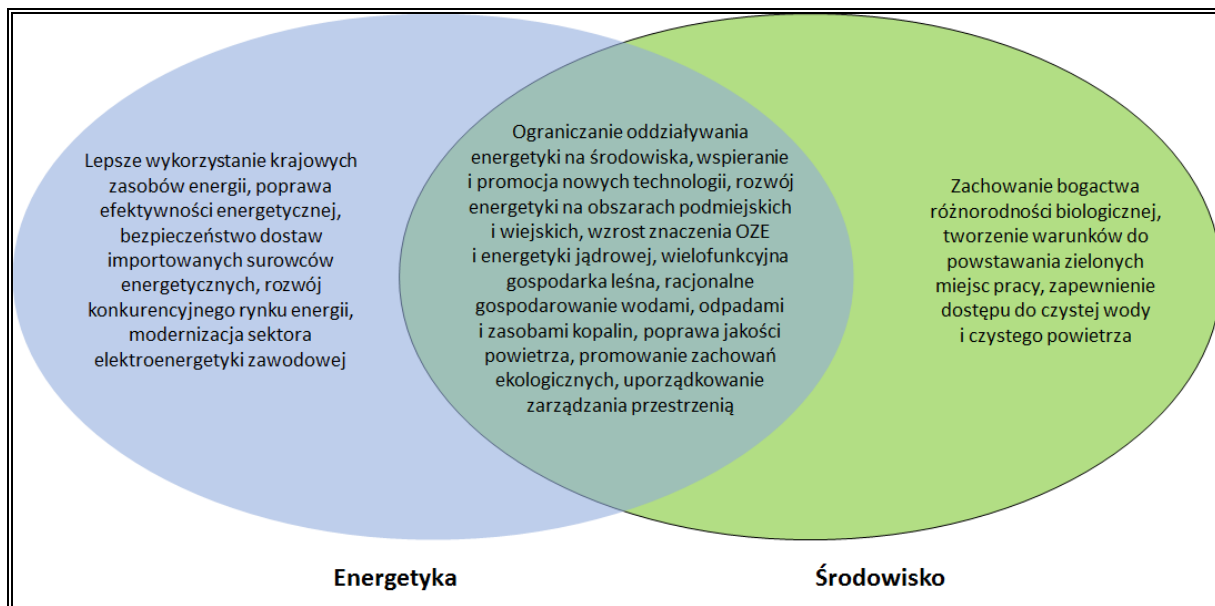 Lepsze wykorzystanie krajowych
zasobów energii, poprawa
efektywności energetycznej,
bezpieczeństwo dostaw
importowanych surowców
energetycznych, rozwój
konkurencyjnego rynku energii,
modernizacja sektora
elektroenergetyki zawodowej
Ograniczanie oddziaływania
energetyki na środowiska, wspieranie
i promocja nowych technologii, rozwój
energetyki na obszarach podmiejskich
i wiejskich, wzrost znaczenia OZE
i energetyki jądrowej, wielofunkcyjna
gospodarka leśna, racjonalne
gospodarowanie wodami, odpadami
i zasobami kopalin, poprawa jakości
powietrza, promowanie zachowań
ekologicznych, uporządkowanie
zarządzania przestrzenią
Zachowanie bogactwa
różnorodności biologicznej,
tworzenie warunków do
powstawania zielonych
miejsc pracy, zapewnienie
dostępu do czystej wody
i czystego powietrza
Energetyka
Środowisko